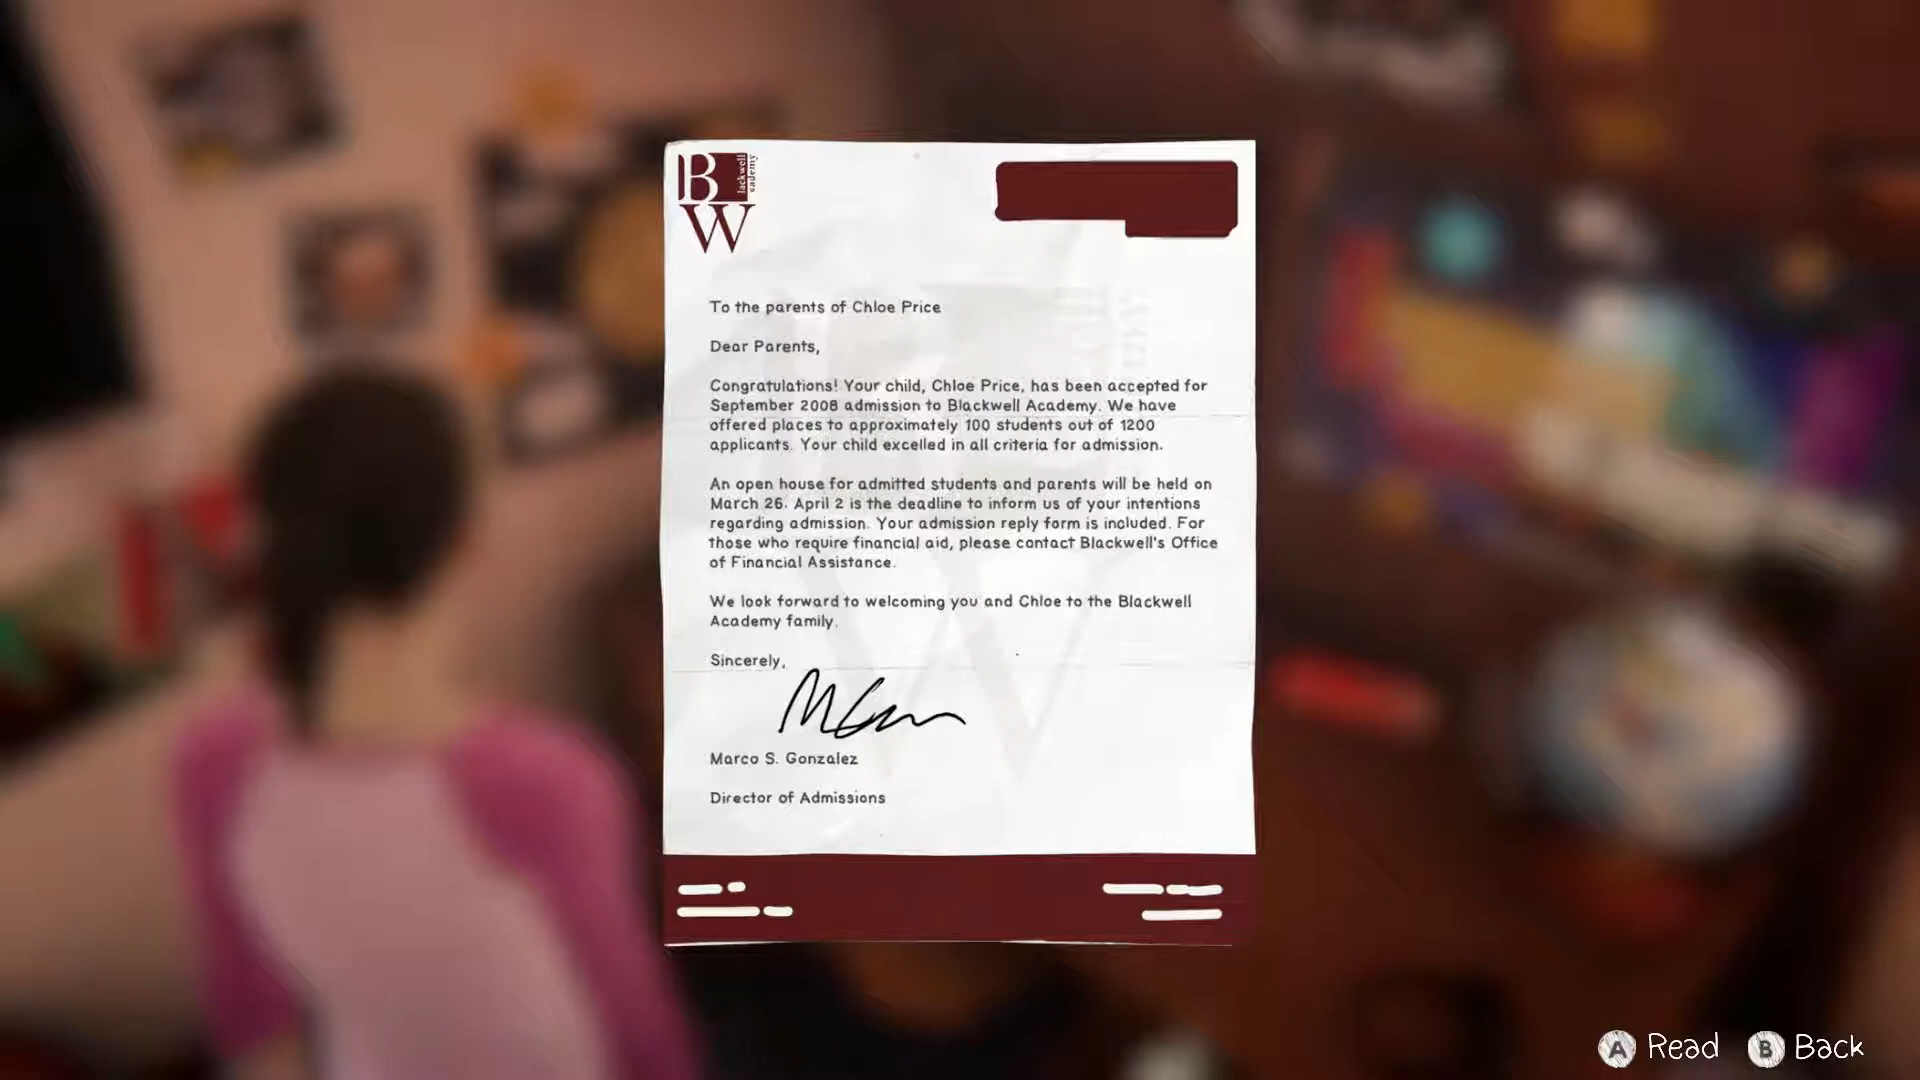 B
lackwell
cademy
W
To the parents of Chloe Price
Dear Parents,
Congratulations! Your child, Chloe Price, has been accepted for
September 2008 admission to Blackwell Academy. We have
offered places to approximately 100 students out of 1200
applicants. Your child excelled in all criteria for admission.
An open house for admitted students and parents will be held on
March 26. April 2 is the deadline to inform us of your intentions
regarding admission. Your admission reply form is included. For
those who require financial aid, please contact Blackwell's Office
of Financial Assistance.
We look forward to welcoming you and Chloe to the Blackwell
Academy family.
Sincerely,
Marco S. Gonzalez
Director of Admissions
A Read B Back